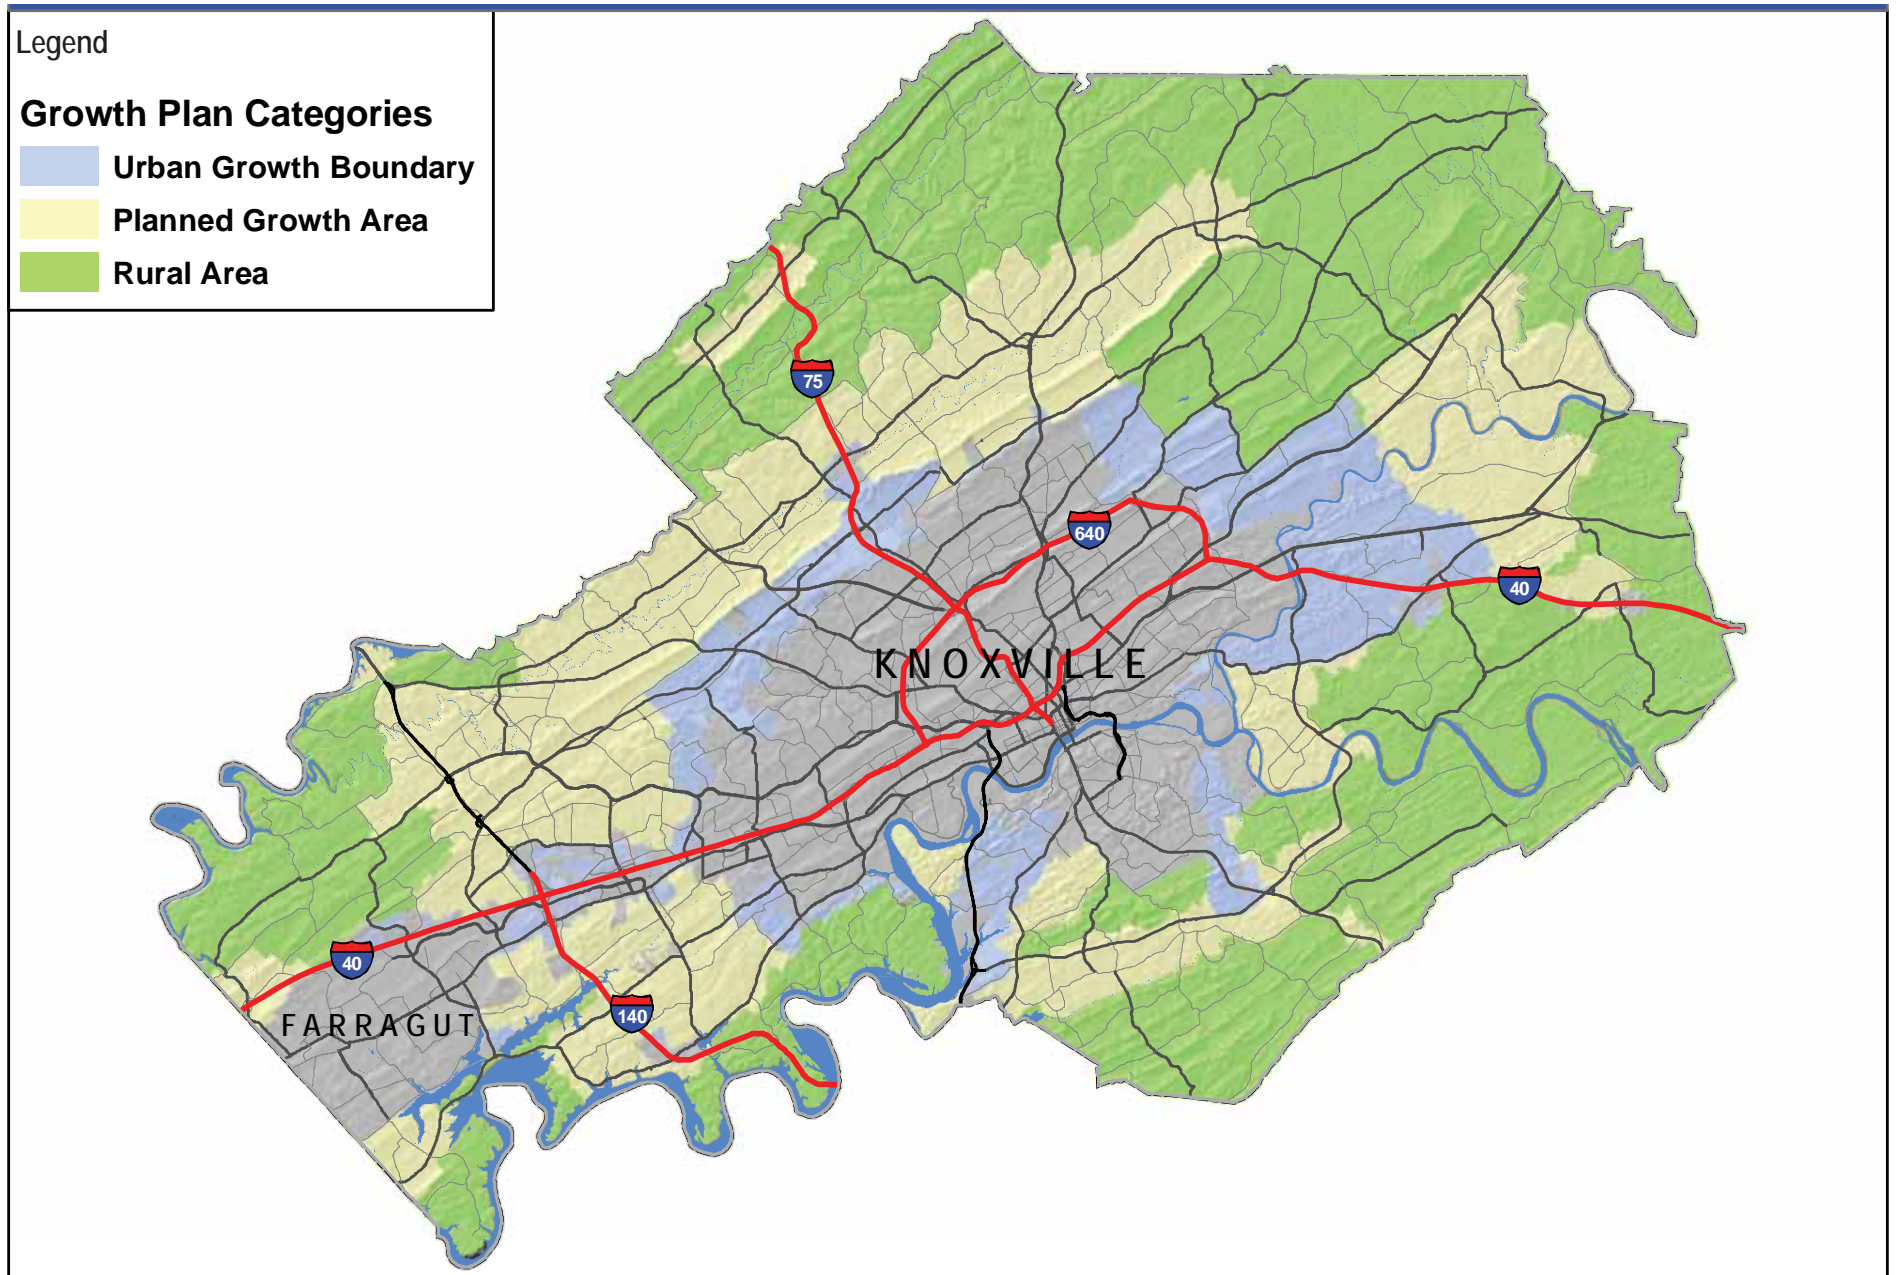 Legend
Growth Plan Categories
Urban Growth Boundary
Planned Growth Area
Rural Area
75
640
40
KNOXVILLE
40
140
FARRAGUT